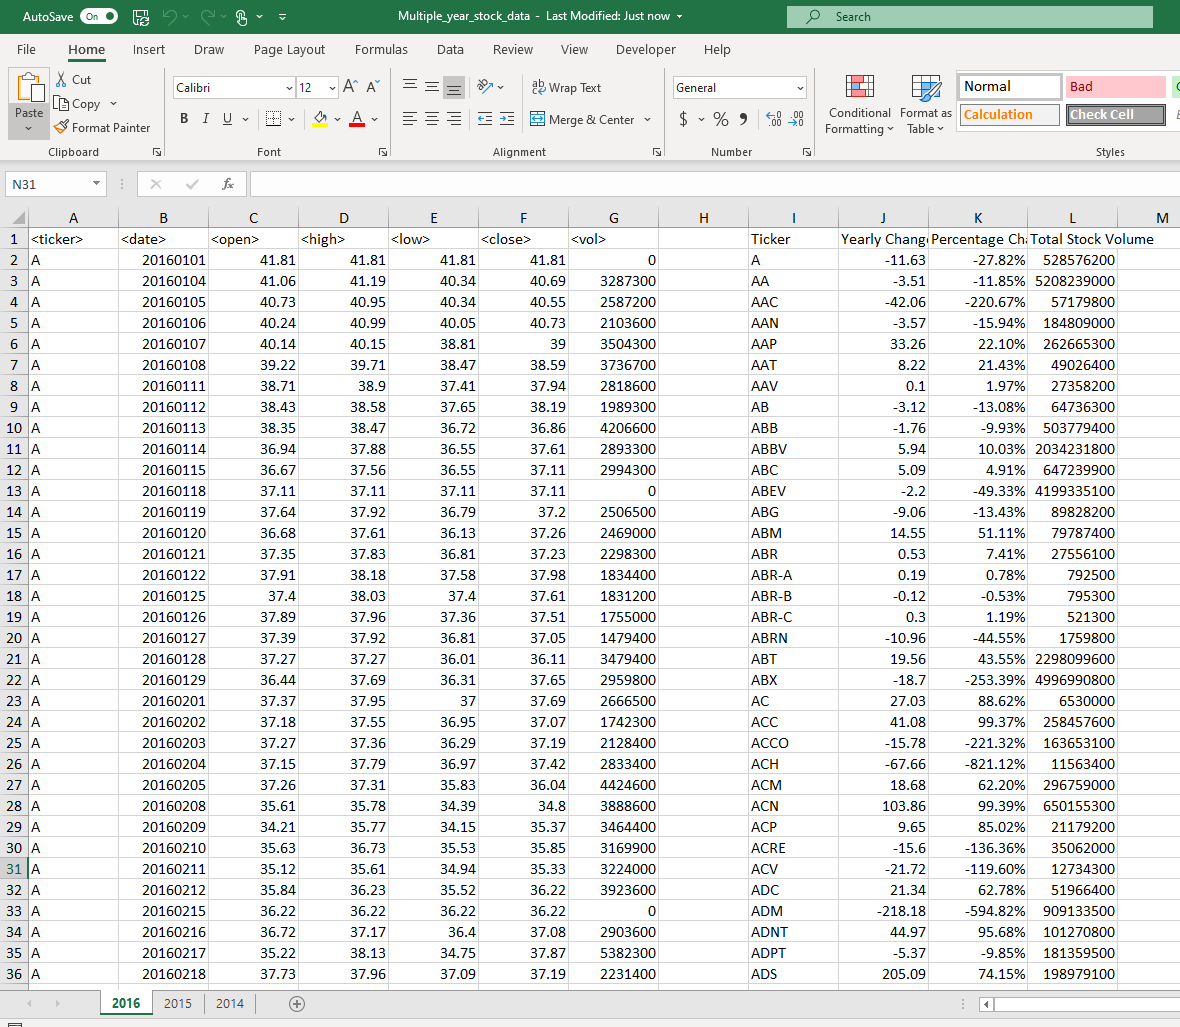 AutoSave On Multiple_year_stock_data - Last Modified: Just now Search
File Home Insert Draw Page Layout Formulas Data Review View Developer Help
Paste Cut Copy Format Painter
Calibri 12
B I U A
Wrap Text
Merge & Center
General
$ % 9
Conditional Formatting
Format as Table
Normal Bad
Calculation Check Cell
Clipboard Font Alignment Number Styles
N31 fx
A B C D E F G H I J K L M
1 <ticker> <date> <open> <high> <low> <close> <vol> Ticker Yearly Chang Percentage Cha Total Stock Volume
2 A 20160101 41.81 41.81 41.81 41.81 0 A -11.63 -27.82% 528576200
3 A 20160104 41.06 41.19 40.34 40.69 3287300 AA -3.51 -11.85% 5208239000
4 A 20160105 40.73 40.95 40.34 40.55 2587200 AAC -42.06 -220.67% 57179800
5 A 20160106 40.24 40.99 40.05 40.73 2103600 AAN -3.57 -15.94% 184809000
6 A 20160107 40.14 40.15 38.81 39 3504300 AAP 33.26 22.10% 262665300
7 A 20160108 39.22 39.71 38.47 38.59 3736700 AAT 8.22 21.43% 49026400
8 A 20160111 38.71 38.9 37.41 37.94 2818600 AAV 0.1 1.97% 27358200
9 A 20160112 38.43 38.58 37.65 38.19 1989300 AB -3.12 -13.08% 64736300
10 A 20160113 38.35 38.47 36.72 36.86 4206600 ABB -1.76 -9.93% 503779400
11 A 20160114 36.94 37.88 36.55 37.61 2893300 ABBV 5.94 10.03% 2034231800
12 A 20160115 36.67 37.56 36.55 37.11 2994300 ABC 5.09 4.91% 647239900
13 A 20160118 37.11 37.11 37.11 37.11 0 ABEV -2.2 -49.33% 4199335100
14 A 20160119 37.64 37.92 36.79 37.2 2506500 ABG -9.06 -13.43% 89828200
15 A 20160120 36.68 37.61 36.13 37.26 2469000 ABM 14.55 51.11% 79787400
16 A 20160121 37.35 37.83 36.81 37.23 2298300 ABR 0.53 7.41% 27556100
17 A 20160122 37.91 38.18 37.58 37.98 1834400 ABR-A 0.19 0.78% 792500
18 A 20160125 37.4 38.03 37.4 37.61 1831200 ABR-B -0.12 -0.53% 795300
19 A 20160126 37.89 37.96 37.36 37.51 1755000 ABR-C 0.3 1.19% 521300
20 A 20160127 37.39 37.92 36.81 37.05 1479400 ABRN -10.96 -44.55% 1759800
21 A 20160128 37.27 37.27 36.01 36.11 3479400 ABT 19.56 43.55% 2298099600
22 A 20160129 36.44 37.69 36.31 37.65 2959800 ABX -18.7 -253.39% 4996990800
23 A 20160201 37.37 37.95 37 37.69 2666500 AC 27.03 88.62% 6530000
24 A 20160202 37.18 37.55 36.95 37.07 1742300 ACC 41.08 99.37% 258457600
25 A 20160203 37.27 37.36 36.29 37.19 2128400 ACCO -15.78 -221.32% 163653100
26 A 20160204 37.15 37.79 36.97 37.42 2833400 ACH -67.66 -821.12% 11563400
27 A 20160205 37.26 37.31 35.83 36.04 4424600 ACM 18.68 62.20% 296759000
28 A 20160208 35.61 35.78 34.39 34.8 3888600 ACN 103.86 99.39% 650155300
29 A 20160209 34.21 35.77 34.15 35.37 3464400 ACP 9.65 85.02% 21179200
30 A 20160210 35.63 36.73 35.53 35.85 3169900 ACRE -15.6 -136.36% 35062000
31 A 20160211 35.12 35.61 34.94 35.33 3224000 ACV -21.72 -119.60% 12734300
32 A 20160212 35.84 36.23 35.52 36.22 3923600 ADC 21.34 62.78% 51966400
33 A 20160215 36.22 36.22 36.22 36.22 0 ADM -218.18 -594.82% 909133500
34 A 20160216 36.72 37.17 36.4 37.08 2903600 ADNT 44.97 95.68% 101270800
35 A 20160217 35.22 38.13 34.75 37.87 5382300 ADPT -5.37 -9.85% 181359500
36 A 20160218 37.73 37.96 37.09 37.19 2231400 ADS 205.09 74.15% 198979100
2016 2015 2014